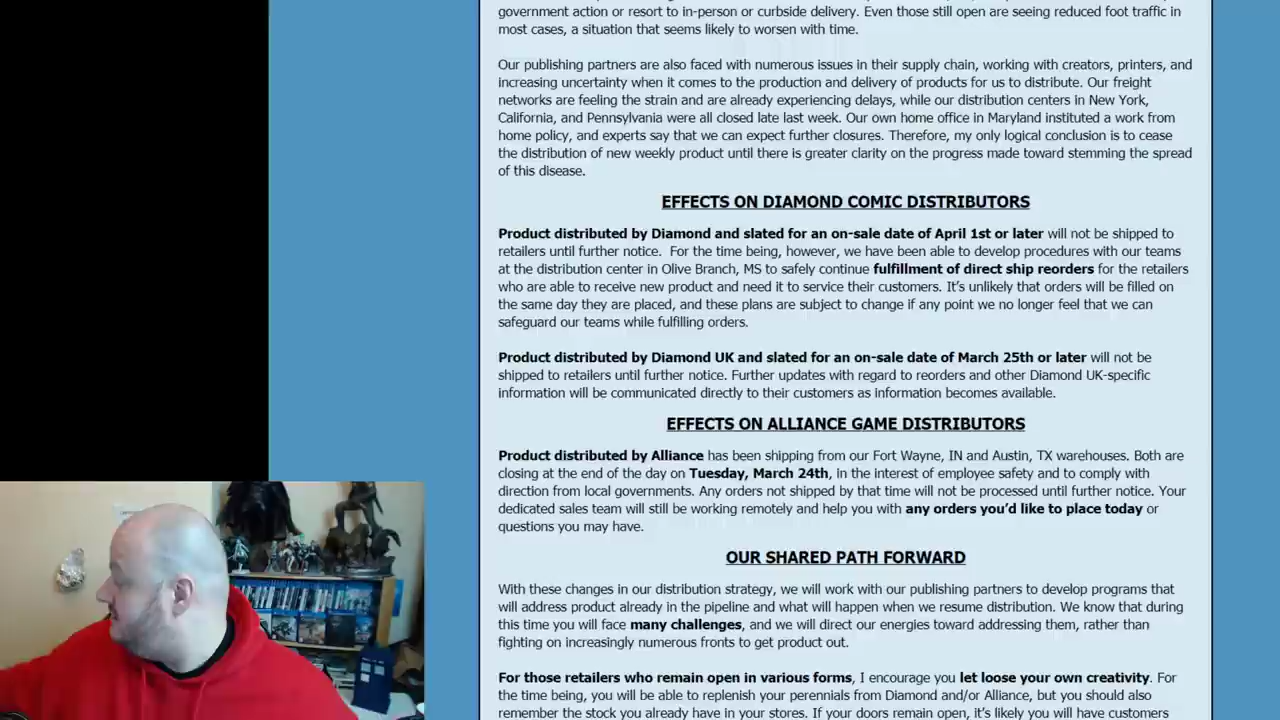 government action or resort to in-person or curbside delivery. Even those still open are seeing reduced foot traffic in
most cases, a situation that seems likely to worsen with time.
Our publishing partners are also faced with numerous issues in their supply chain, working with creators, printers, and
increasing uncertainty when it comes to the production and delivery of products for us to distribute. Our freight
networks are feeling the strain and are already experiencing delays, while our distribution centers in New York,
California, and Pennsylvania were all closed late last week. Our own home office in Maryland instituted a work from
home policy, and experts say that we can expect further closures. Therefore, my only logical conclusion is to cease
the distribution of new weekly product until there is greater clarity on the progress made toward stemming the spread
of this disease.
EFFECTS ON DIAMOND COMIC DISTRIBUTORS
Product distributed by Diamond and slated for an on-sale date of April 1st or later will not be shipped to
retailers until further notice. For the time being, however, we have been able to develop procedures with our teams
at the distribution center in Olive Branch, MS to safely continue fulfillment of direct ship reorders for the retailers
who are able to receive new product and need it to service their customers. It's unlikely that orders will be filled on
the same day they are placed, and these plans are subject to change if any point we no longer feel that we can
safeguard our teams while fulfilling orders.
Product distributed by Diamond UK and slated for an on-sale date of March 25th or later will not be
shipped to retailers until further notice. Further updates with regard to reorders and other Diamond UK-specific
information will be communicated directly to their customers as information becomes available.
EFFECTS ON ALLIANCE GAME DISTRIBUTORS
Product distributed by Alliance has been shipping from our Fort Wayne, IN and Austin, TX warehouses. Both are
closing at the end of the day on Tuesday, March 24th, in the interest of employee safety and to comply with
direction from local governments. Any orders not shipped by that time will not be processed until further notice. Your
dedicated sales team will still be working remotely and help you with any orders you'd like to place today or
questions you may have.
OUR SHARED PATH FORWARD
With these changes in our distribution strategy, we will work with our publishing partners to develop programs that
will address product already in the pipeline and what will happen when we resume distribution. We know that during
this time you will face many challenges, and we will direct our energies toward addressing them, rather than
fighting on increasingly numerous fronts to get product out.
For those retailers who remain open in various forms, I encourage you let loose your own creativity. For
the time being, you will be able to replenish your perennials from Diamond and/or Alliance, but you should also
remember the stock you already have in your stores. If your doors remain open, it's likely you will have customers